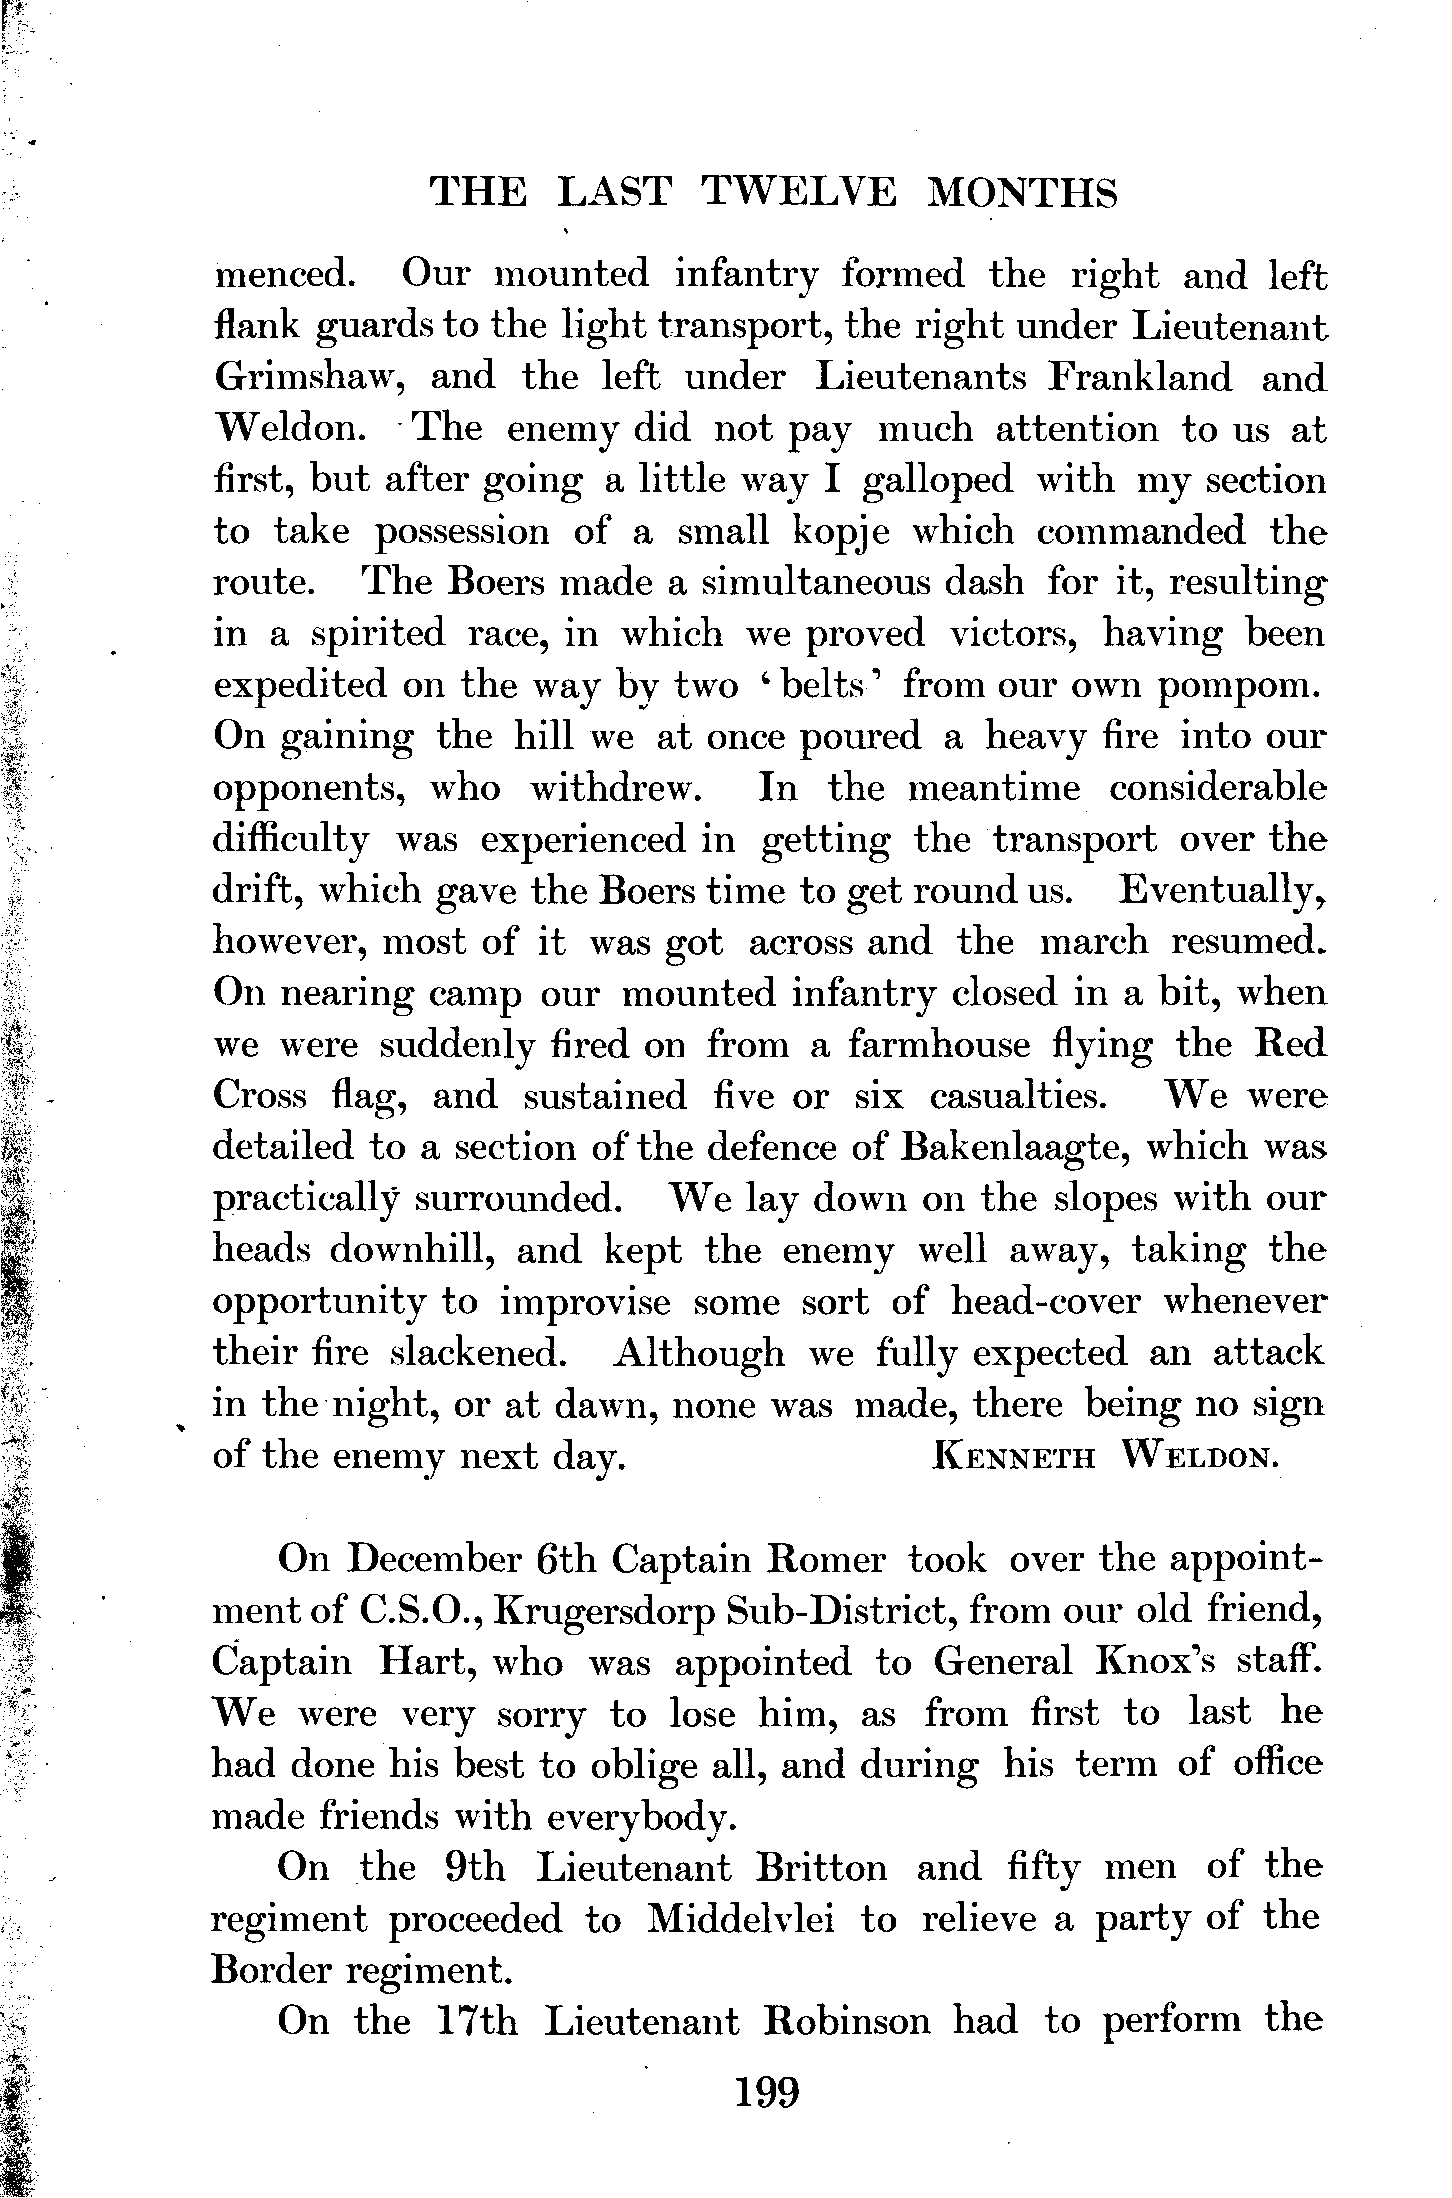 THE LAST TWELVE MONTHS
menced. Our mounted infantry formed the right and left
flank guards to the light transport, the right under Lieutenant
Grimshaw, and the left under Lieutenants Frankland and
Weldon. The enemy did not pay much attention to us at
first, but after going a little way I galloped with my section
to take possession of a small kopje which commanded the
route. The Boers made a simultaneous dash for it, resulting
in a spirited race, in which we proved victors, having been
expedited on the way by two ‘belts’ from our own pompom.
On gaining the hill we at once poured a heavy fire into our
opponents, who withdrew. In the meantime considerable
difficulty was experienced in getting the transport over the
drift, which gave the Boers time to get round us. Eventually,
however, most of it was got across and the march resumed.
On nearing camp our mounted infantry closed in a bit, when
we were suddenly fired on from a farmhouse flying the Red
Cross flag, and sustained five or six casualties. We were
detailed to a section of the defence of Bakenlaagte, which was
practically surrounded. We lay down on the slopes with our
heads downhill, and kept the enemy well away, taking the
opportunity to improvise some sort of head-cover whenever
their fire slackened. Although we fully expected an attack
in the night, or at dawn, none was made, there being no sign
of the enemy next day. KENNETH WELDON.
On December 6th Captain Romer took over the appoint-
ment of C.S.O., Krugersdorp Sub-District, from our old friend,
Captain Hart, who was appointed to General Knox's staff.
We were very sorry to lose him, as from first to last he
had done his best to oblige all, and during his term of office
made friends with everybody.
On the 9th Lieutenant Britton and fifty men of the
regiment proceeded to Middelvlei to relieve a party of the
Border regiment.
On the 17th Lieutenant Robinson had to perform the
199